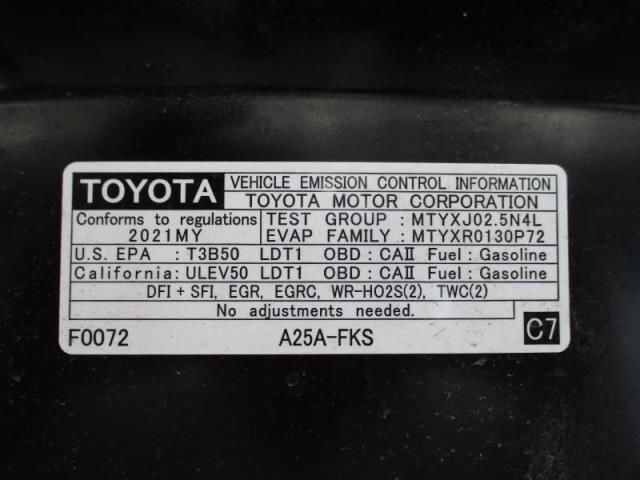 TOYOTA VEHICLE EMISSION CONTROL INFORMATION
TOYOTA MOTOR CORPORATION
Conforms to regulations TEST GROUP : MTYXJ02.5N4L
2021MY EVAP FAMILY : MTYXR0130P72
U.S. EPA : T3B50 LDT1 OBD : CAⅡ Fuel : Gasoline
California: ULEV50 LDT1 OBD : CAⅡ Fuel : Gasoline
DFI + SFI, EGR, EGRC, WR-HO2S(2), TWC(2)
No adjustments needed.
F0072 A25A-FKS C7